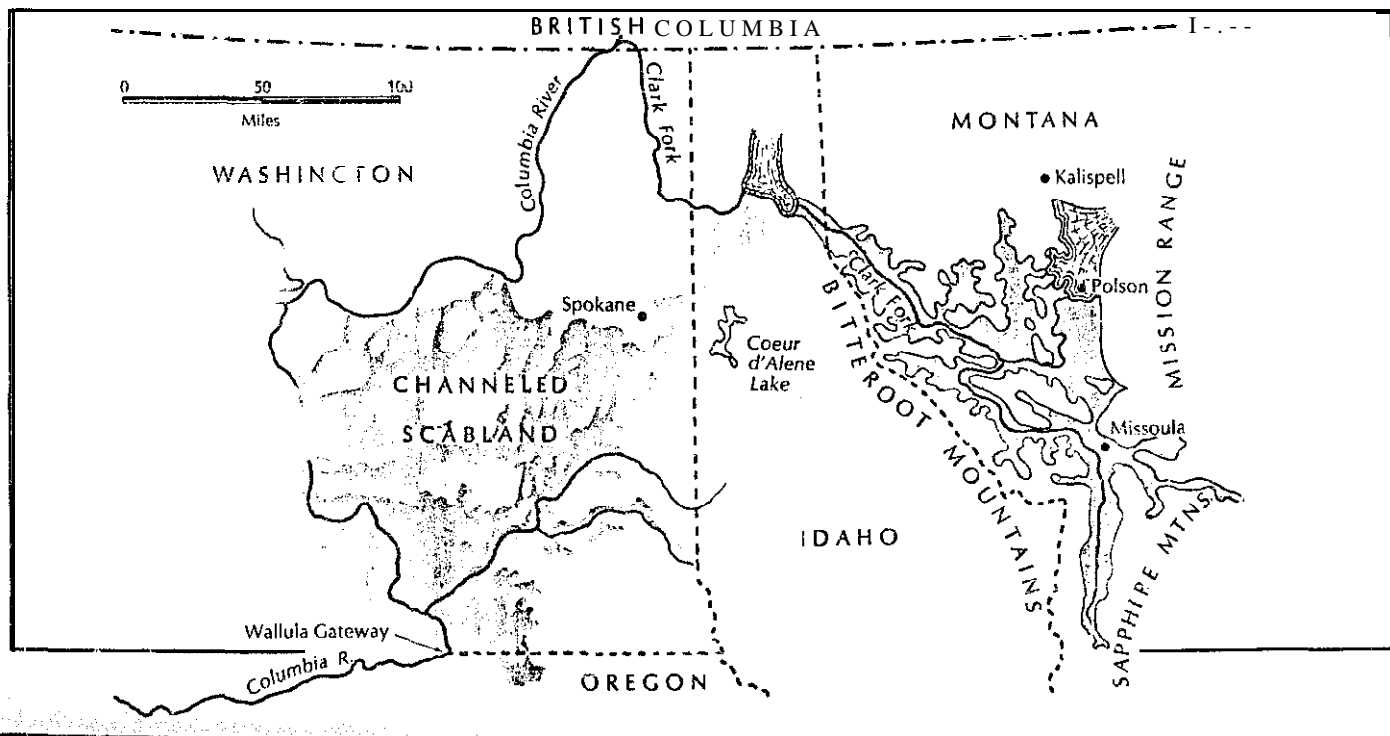 BRITISH COLUMBIA I-.---
0 50 100
Miles
Columbia River
Clark Fork
MONTANA
WASHINGTON
Kalispell
MISSION RANGE
Clark Fork
Polson
Spokane
Coeur
d'Alene
Lake
BITTEROOT MOUNTAINS
CHANNELED
SCABLAND
Missoula
IDAHO
SAPPHIRE MTNS.
Wallula Gateway
Columbia R.
OREGON